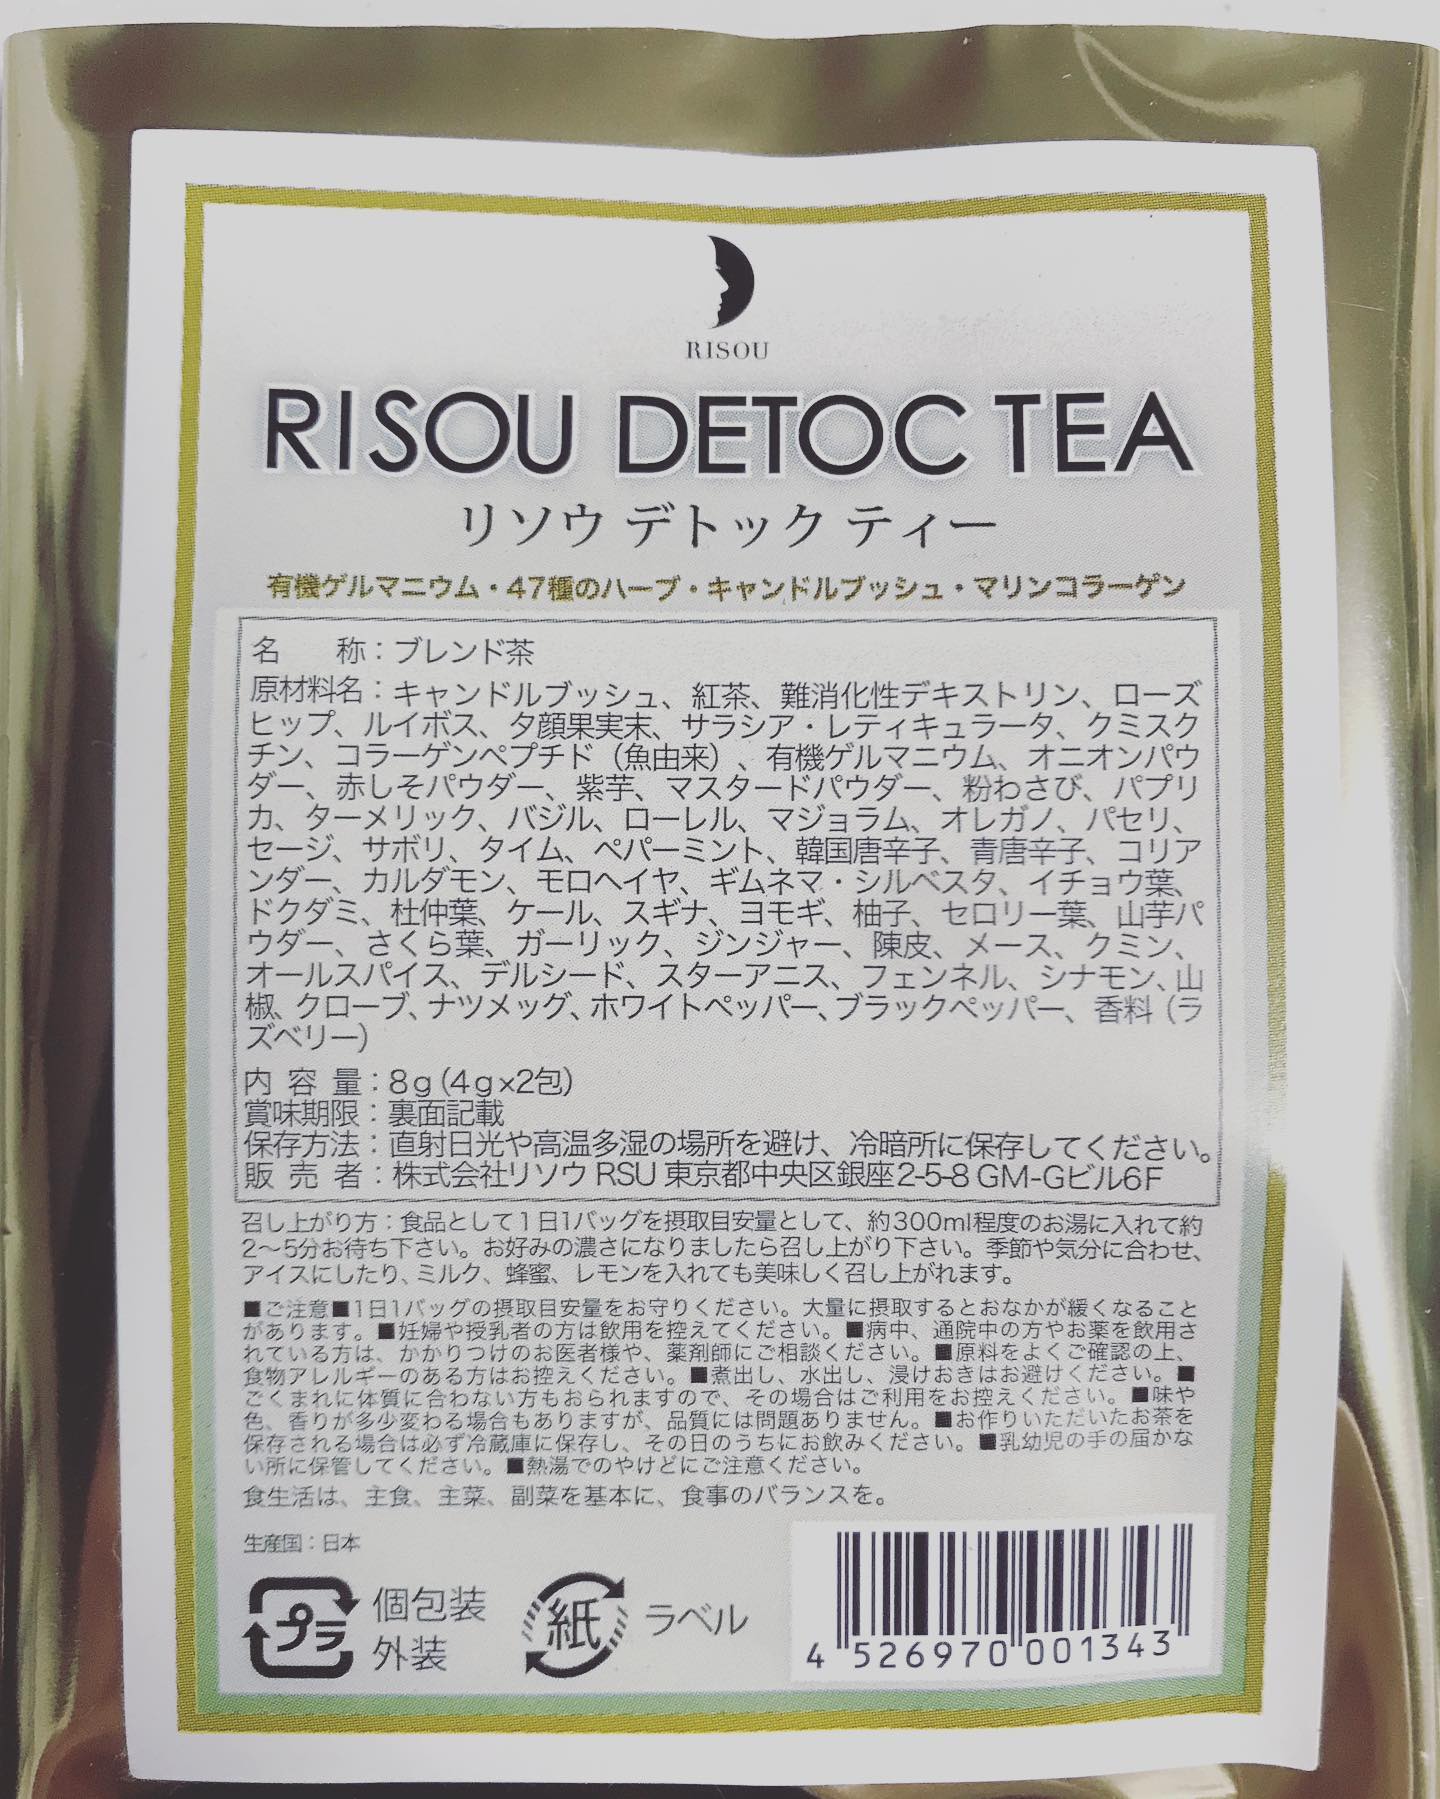 RISOU
RISOU DETOC TEA
リソウ デトック ティー
有機ゲルマニウム・47種のハーブ・キャンドルブッシュ・マリンコラーゲン
名　　称：ブレンド茶
原材料名：キャンドルブッシュ、紅茶、難消化性デキストリン、ローズ
ヒップ、ルイボス、夕顔果実末、サラシア・レティキュラータ、クミスク
チン、コラーゲンペプチド（魚由来）、有機ゲルマニウム、オニオンパウ
ダー、赤しそパウダー、紫芋、マスタードパウダー、粉わさび、パプリ
カ、ターメリック、バジル、ローレル、マジョラム、オレガノ、パセリ、
セージ、サボリ、タイム、ペパーミント、韓国唐辛子、青唐辛子、コリア
ンダー、カルダモン、モロヘイヤ、ギムネマ・シルベスタ、イチョウ葉、
ドクダミ、杜仲葉、ケール、スギナ、ヨモギ、柚子、セロリー葉、山芋パ
ウダー、さくら葉、ガーリック、ジンジャー、陳皮、メース、クミン、
オールスパイス、デルシード、スターアニス、フェンネル、シナモン、山
椒、クローブ、ナツメッグ、ホワイトペッパー、ブラックペッパー、香料（ラ
ズベリー）
内 容 量：8g（4g×2包）
賞味期限：裏面記載
保存方法：直射日光や高温多湿の場所を避け、冷暗所に保存してください。
販 売 者：株式会社リソウ RSU 東京都中央区銀座2-5-8 GM-Gビル6F
召し上がり方：食品として1日1バッグを摂取目安量として、約300ml程度のお湯に入れて約
2〜5分お待ち下さい。お好みの濃さになりましたら召し上がり下さい。季節や気分に合わせ、
アイスにしたり、ミルク、蜂蜜、レモンを入れても美味しく召し上がれます。
■ご注意■1日1バッグの摂取目安量をお守りください。大量に摂取するとおなかが緩くなること
があります。■妊婦や授乳者の方は飲用を控えてください。■病中、通院中の方やお薬を飲用さ
れている方は、かかりつけのお医者様や、薬剤師にご相談ください。■原料をよくご確認の上、
食物アレルギーのある方はお控えください。■煮出し、水出し、浸けおきはお避けください。■
ごくまれに体質に合わない方もおられますので、その場合はご利用をお控えください。■味や
色、香りが多少変わる場合もありますが、品質には問題ありません。■お作りいただいたお茶を
保存される場合は必ず冷蔵庫に保存し、その日のうちにお飲みください。■乳幼児の手の届かな
い所に保管してください。■熱湯でのやけどにご注意ください。
食生活は、主食、主菜、副菜を基本に、食事のバランスを。
生産国：日本
プラ 個包装
外装
紙 ラベル
4 526970 001343